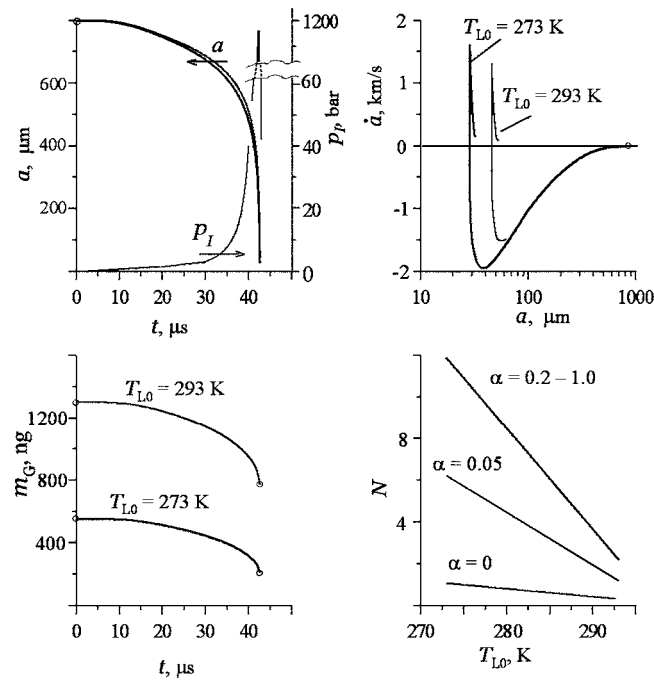 800
600
400
200
a, μm
a
p_I
1200
60
40
20
0
p_I, bar
0 10 20 30 40
t, μs
2
1
0
-1
-2
ȧ, km/s
T_L0 = 273 K
T_L0 = 293 K
10 100 1000
a, μm
1200
800
400
m_G, ng
T_L0 = 293 K
T_L0 = 273 K
0 10 20 30 40
t, μs
8
4
N
α = 0.2 – 1.0
α = 0.05
α = 0
270 280 290
T_L0, K